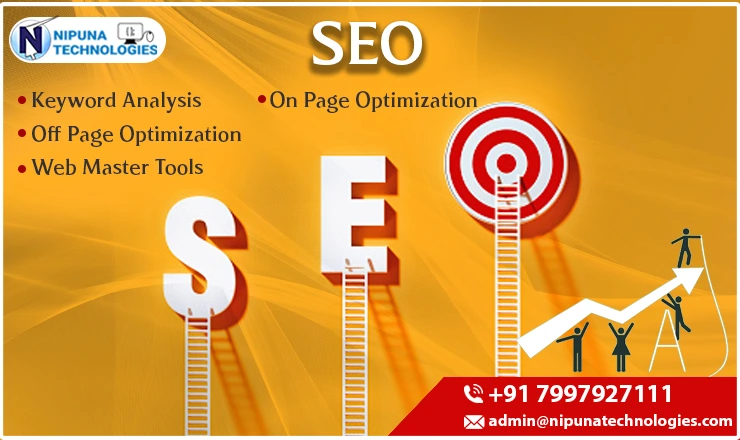 NIPUNA
TECHNOLOGIES
SEO
• Keyword Analysis
• On Page Optimization
• Off Page Optimization
• Web Master Tools
S E
+91 7997927111
admin@nipunatechnologies.com